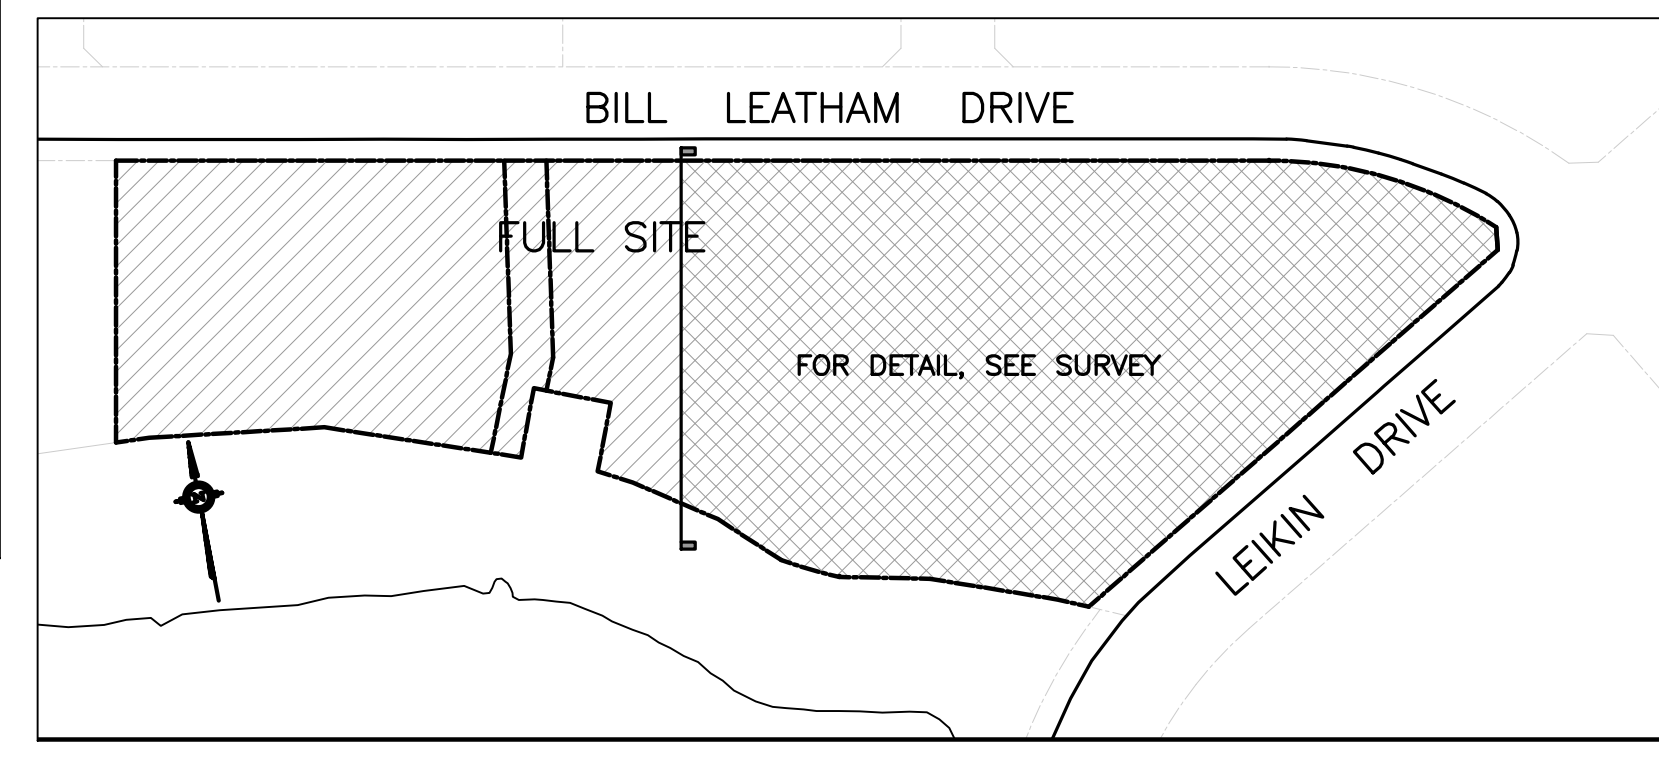 BILL LEATHAM DRIVE
FULL SITE
FOR DETAIL, SEE SURVEY
LEIKIN DRIVE
N